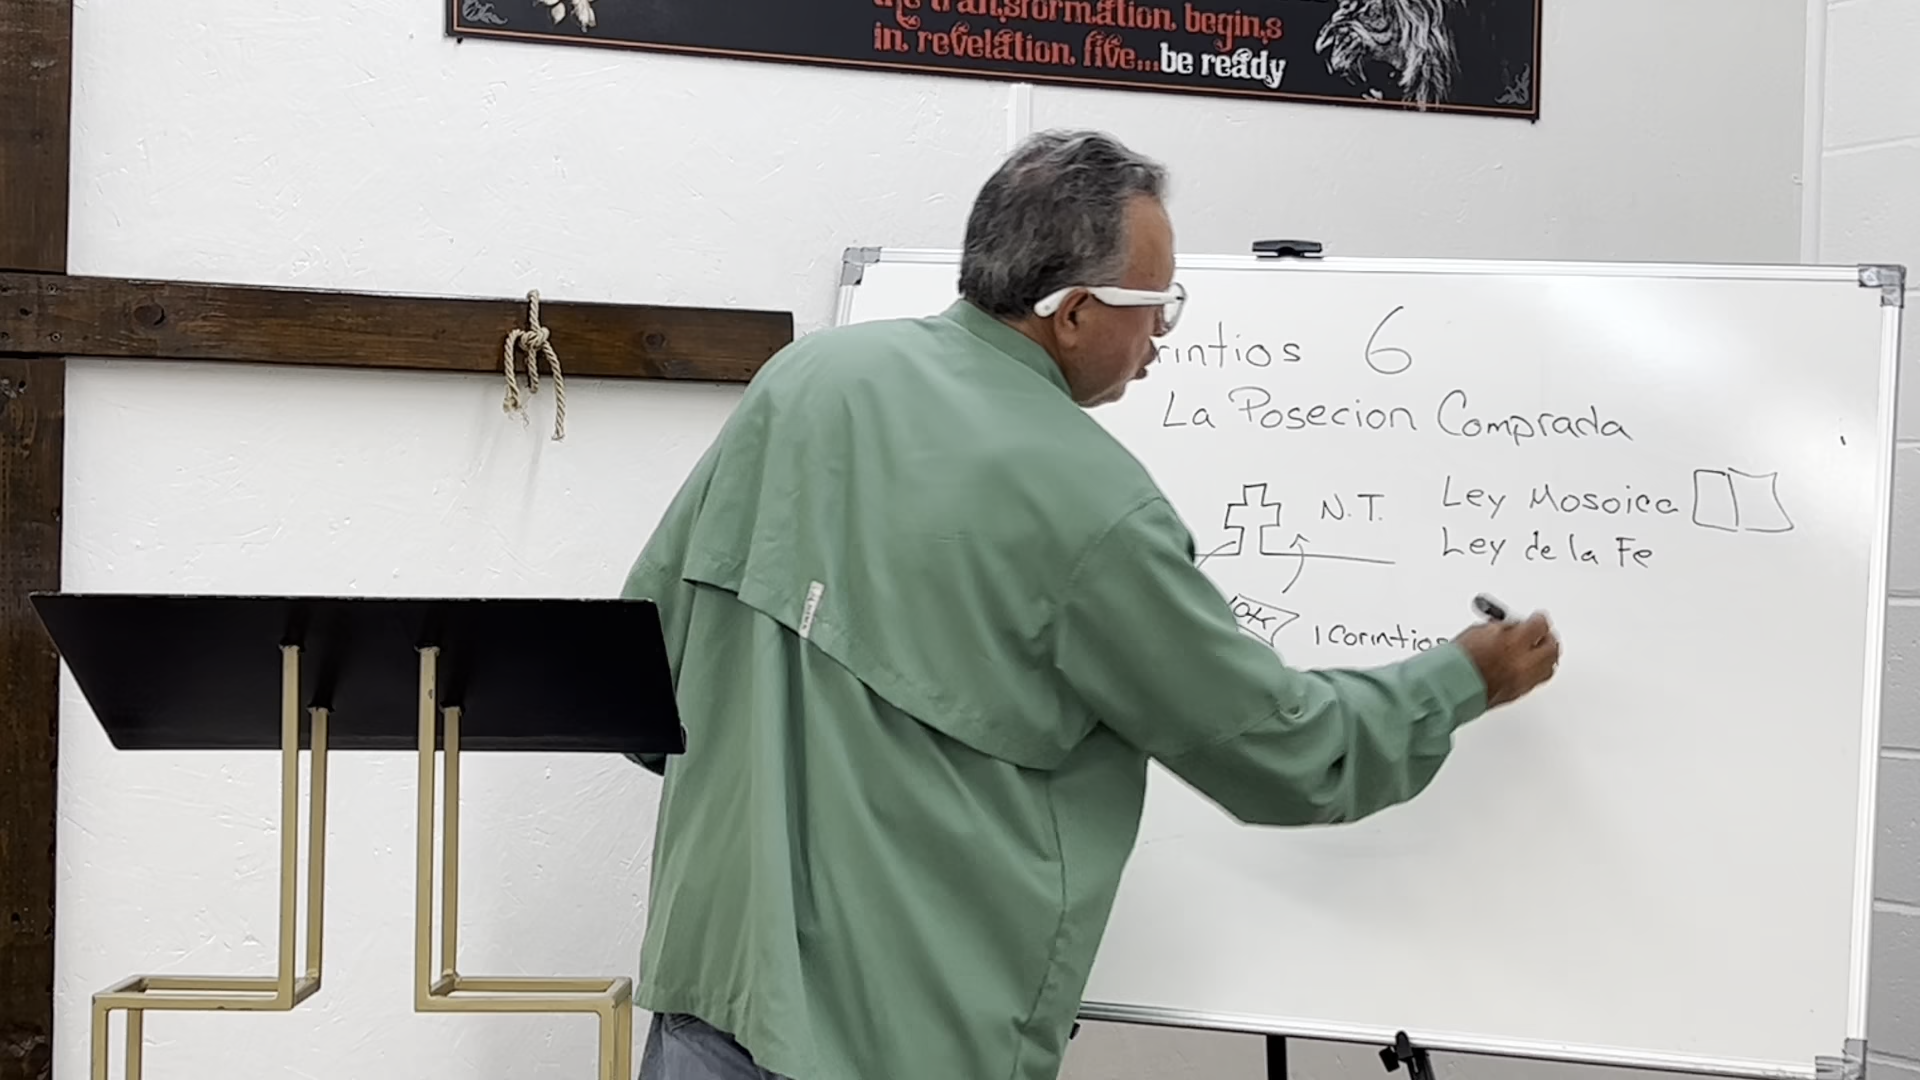 the transformation begins
in revelation five...be ready
rintios 6
La Posecion Comprada
N.T.
Ley Mosoica
Ley de la Fe
1 Corintios